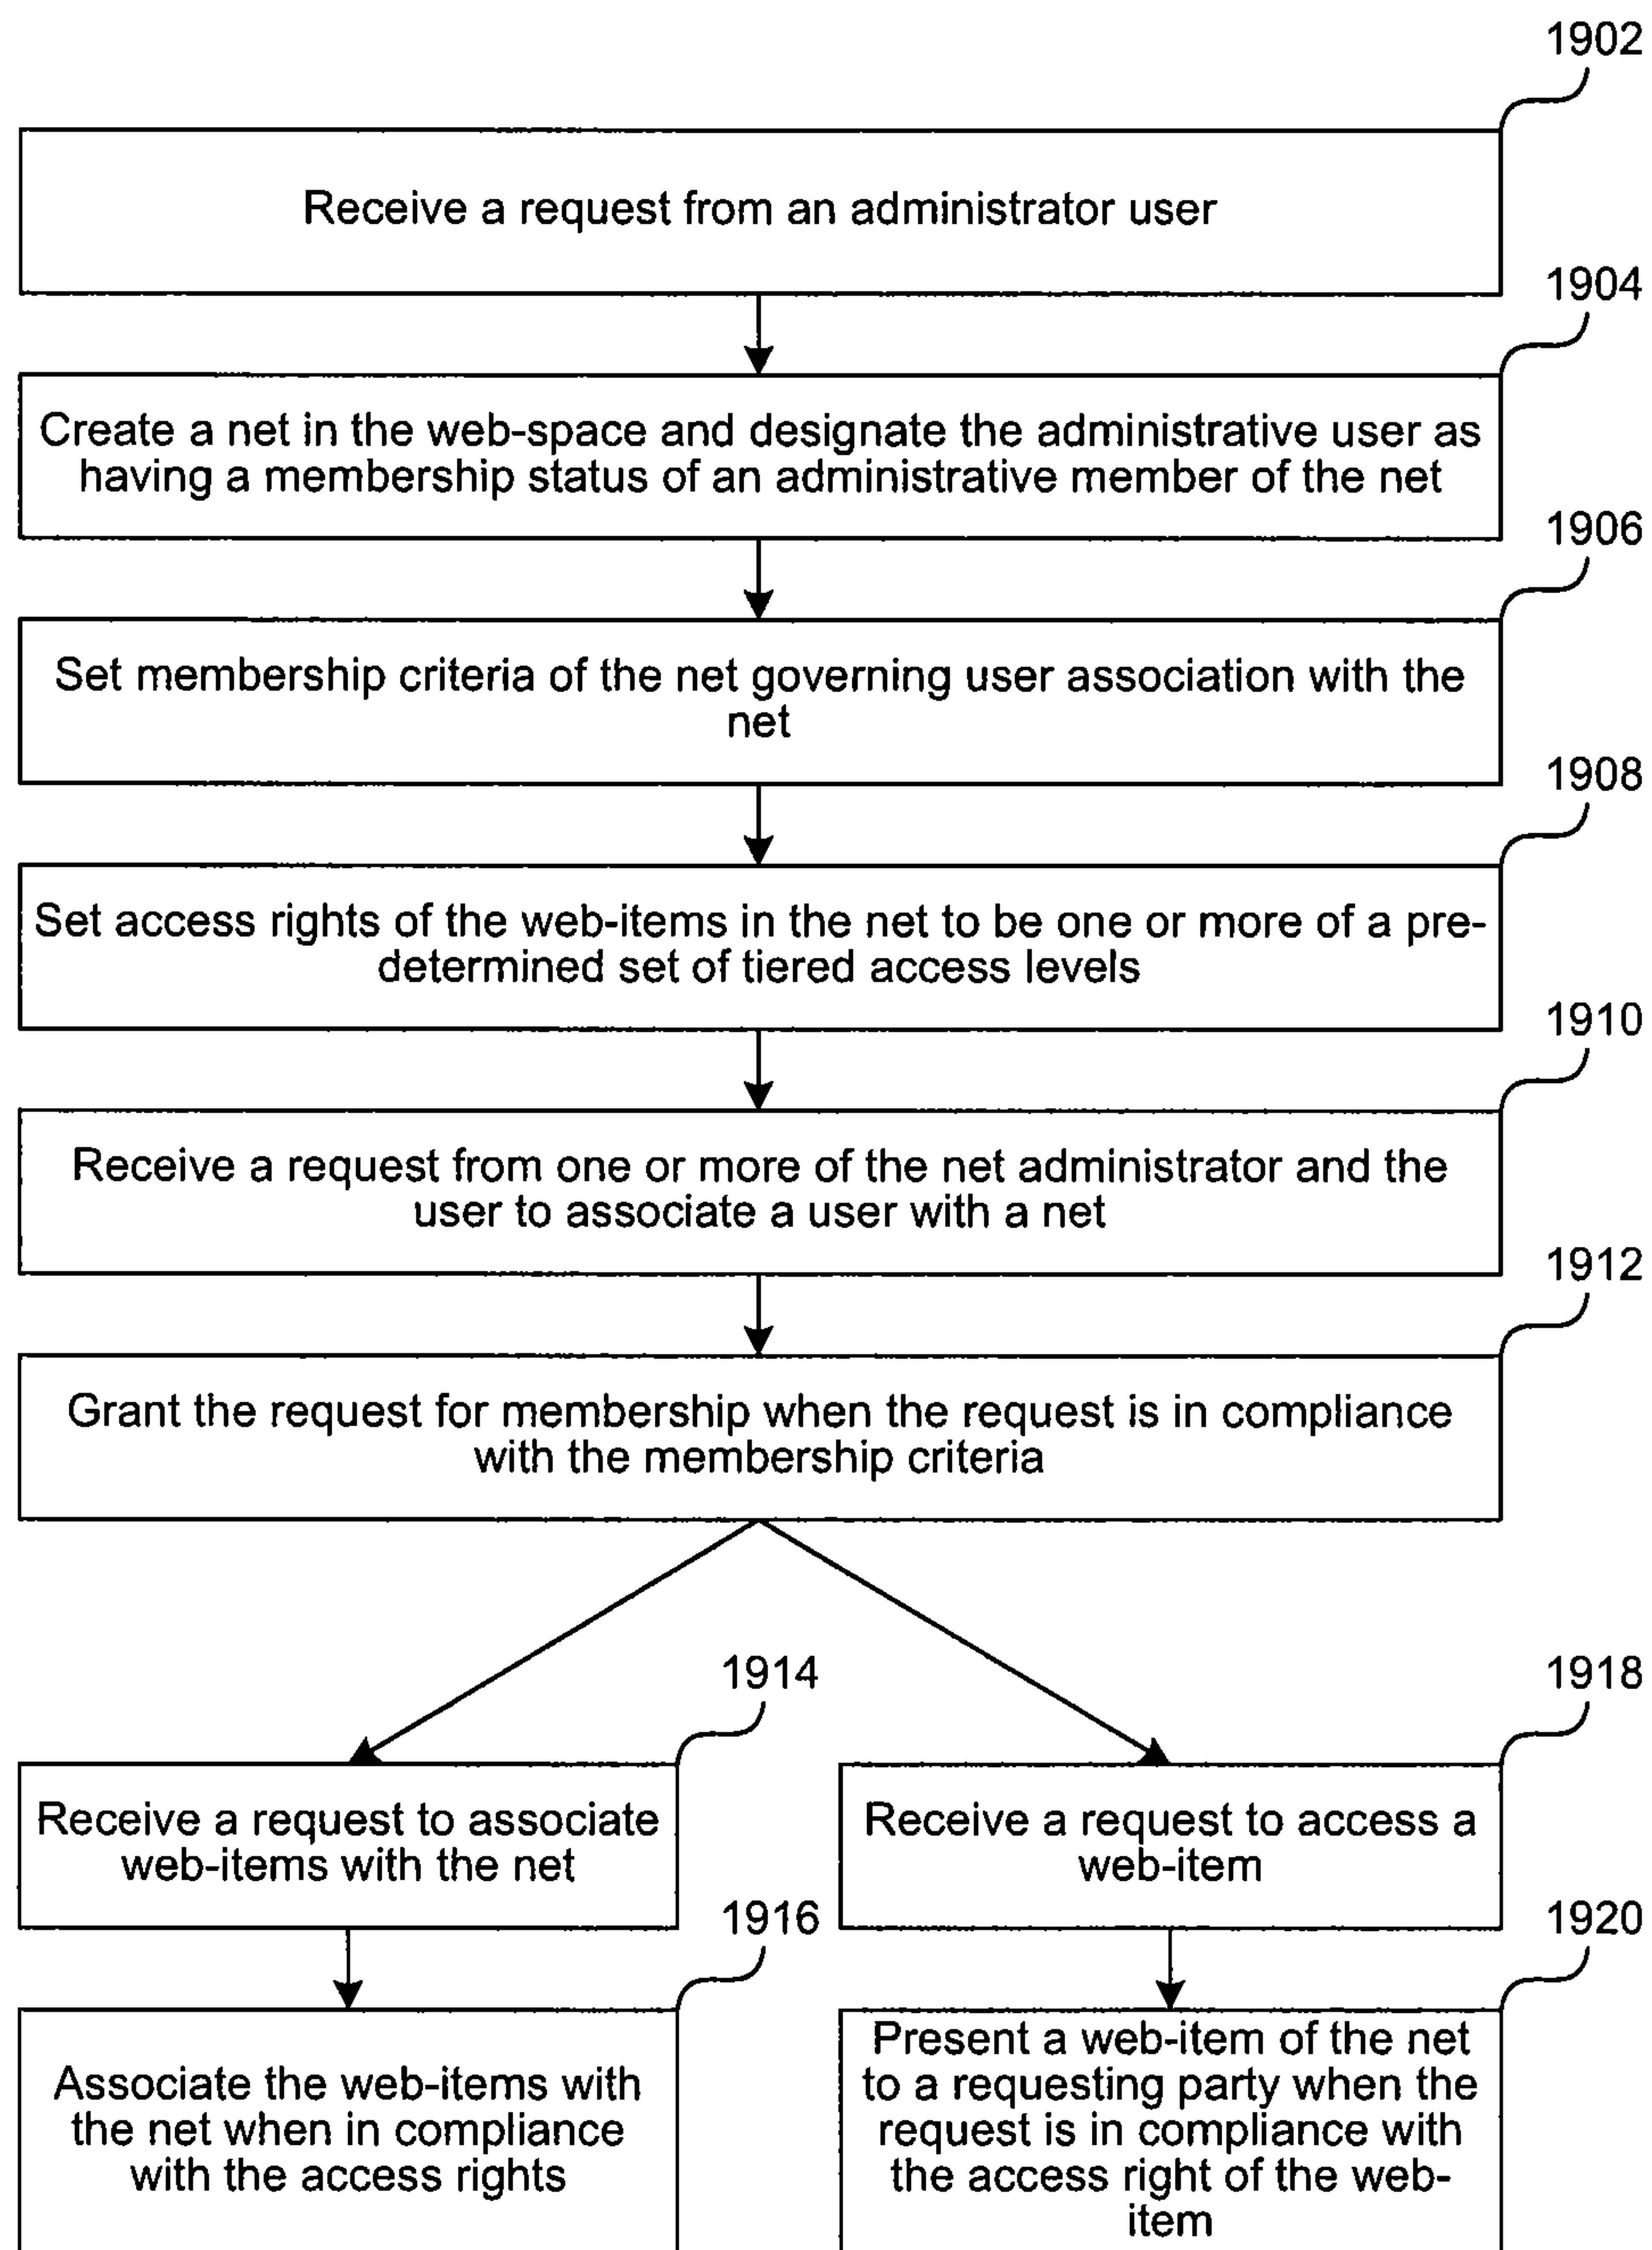 1902
Receive a request from an administrator user
1904
Create a net in the web-space and designate the administrative user as
having a membership status of an administrative member of the net
1906
Set membership criteria of the net governing user association with the
net
1908
Set access rights of the web-items in the net to be one or more of a pre-
determined set of tiered access levels
1910
Receive a request from one or more of the net administrator and the
user to associate a user with a net
1912
Grant the request for membership when the request is in compliance
with the membership criteria
1914
Receive a request to associate
web-items with the net
1916
Associate the web-items with
the net when in compliance
with the access rights
1918
Receive a request to access a
web-item
1920
Present a web-item of the net
to a requesting party when the
request is in compliance with
the access right of the web-
item